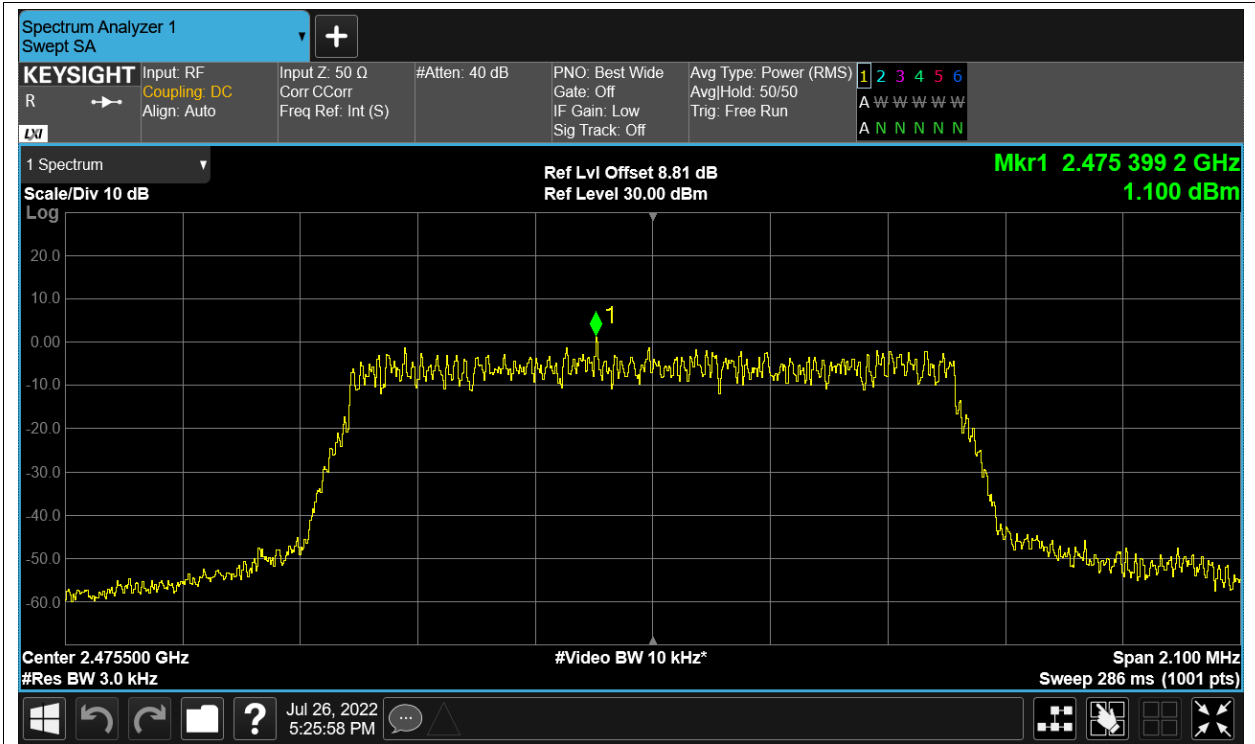 Spectrum Analyzer 1
Swept SA
KEYSIGHT
R
LXI
Input: RF
Coupling: DC
Align: Auto
Input Z: 50 Ω
Corr CCorr
Freq Ref: Int (S)
#Atten: 40 dB
PNO: Best Wide
Gate: Off
IF Gain: Low
Sig Track: Off
Avg Type: Power (RMS)
Avg|Hold: 50/50
Trig: Free Run
1 2 3 4 5 6
A W W W W W
A N N N N N
1 Spectrum
Scale/Div 10 dB
Log
Ref Lvl Offset 8.81 dB
Ref Level 30.00 dBm
Mkr1 2.475 399 2 GHz
1.100 dBm
20.0
10.0
0.00
-10.0
-20.0
-30.0
-40.0
-50.0
-60.0
1
Center 2.475500 GHz
#Res BW 3.0 kHz
#Video BW 10 kHz*
Span 2.100 MHz
Sweep 286 ms (1001 pts)
?
Jul 26, 2022
5:25:58 PM